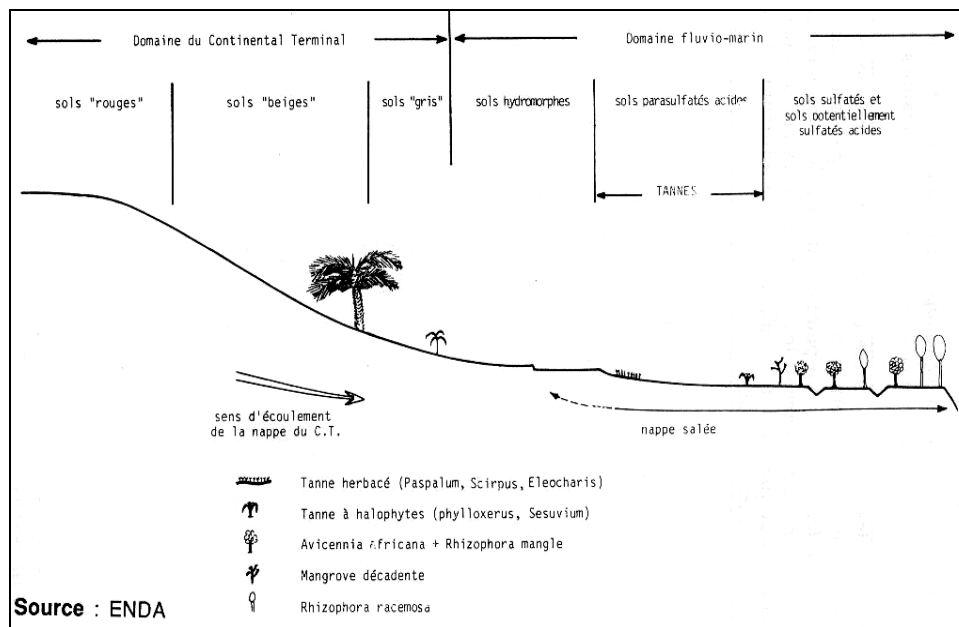 Domaine du Continental Terminal
Domaine fluvio-marin
sols "rouges"
sols "beiges"
sols "gris"
sols hydromorphes
sols parasulfatés acides
sols sulfatés et
sols potentiellement
sulfatés acides
TANNES
sens d'écoulement
de la nappe du C.T.
nappe salée
Tanne herbacé (Paspalum, Scirpus, Eleocharis)
Tanne à halophytes (phylloxerus, Sesuvium)
Avicennia Africana + Rhizophora mangle
Mangrove décadente
Rhizophora racemosa
Source : ENDA